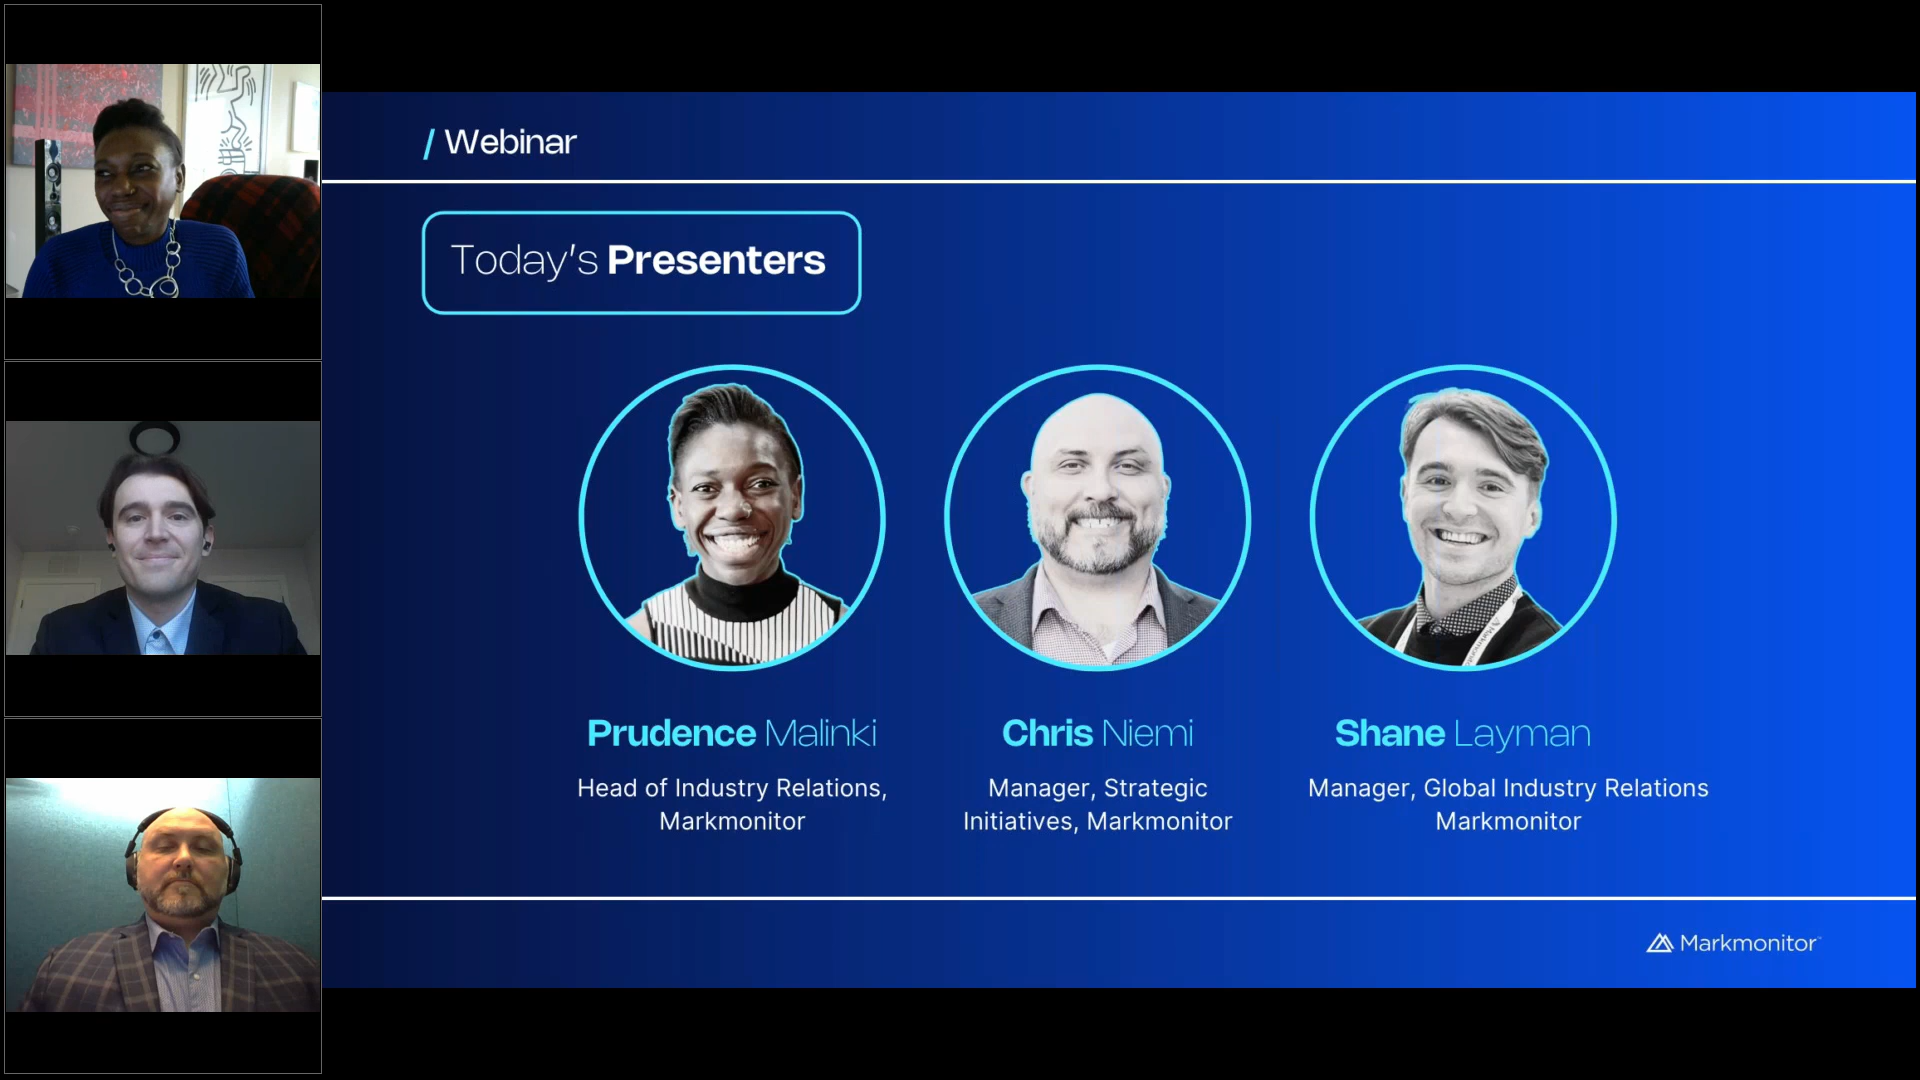 / Webinar
Today's Presenters
Prudence Malinki
Head of Industry Relations,
Markmonitor
Chris Niemi
Manager, Strategic
Initiatives, Markmonitor
Shane Layman
Manager, Global Industry Relations
Markmonitor
Markmonitor